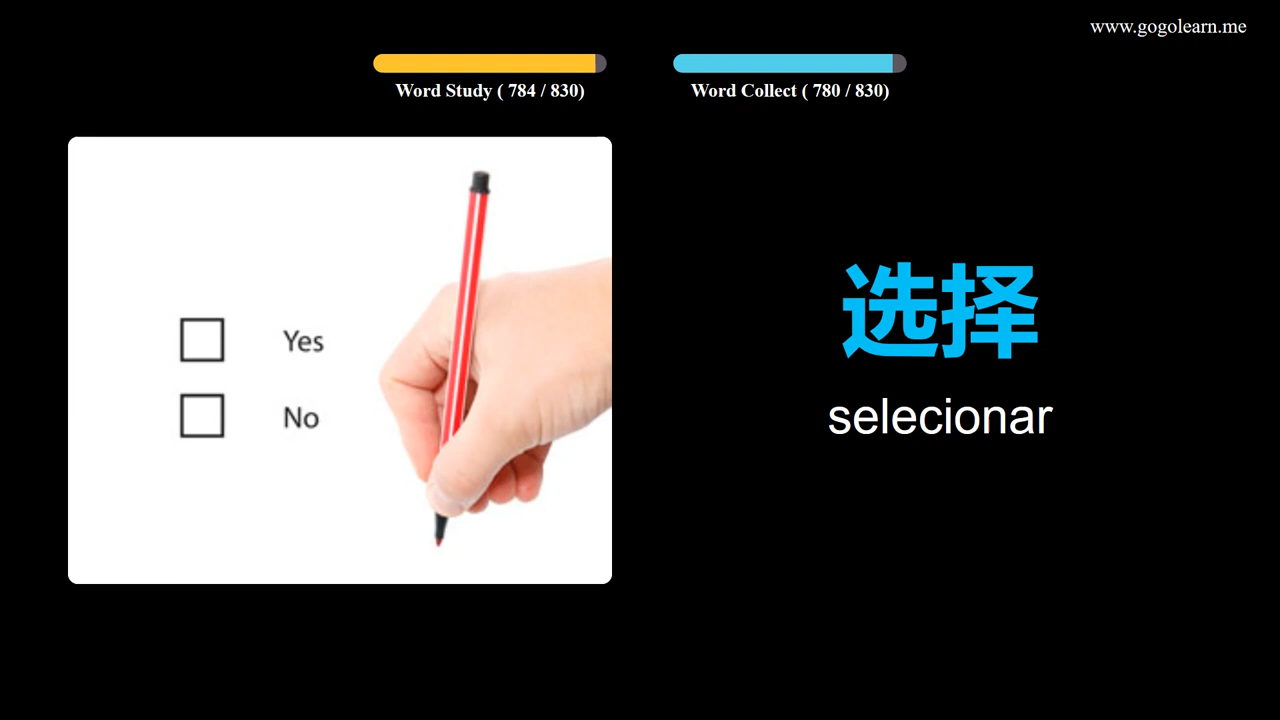 www.gogolearn.me
Word Study ( 784 / 830)
Word Collect ( 780 / 830)
Yes
No
选择
selecionar